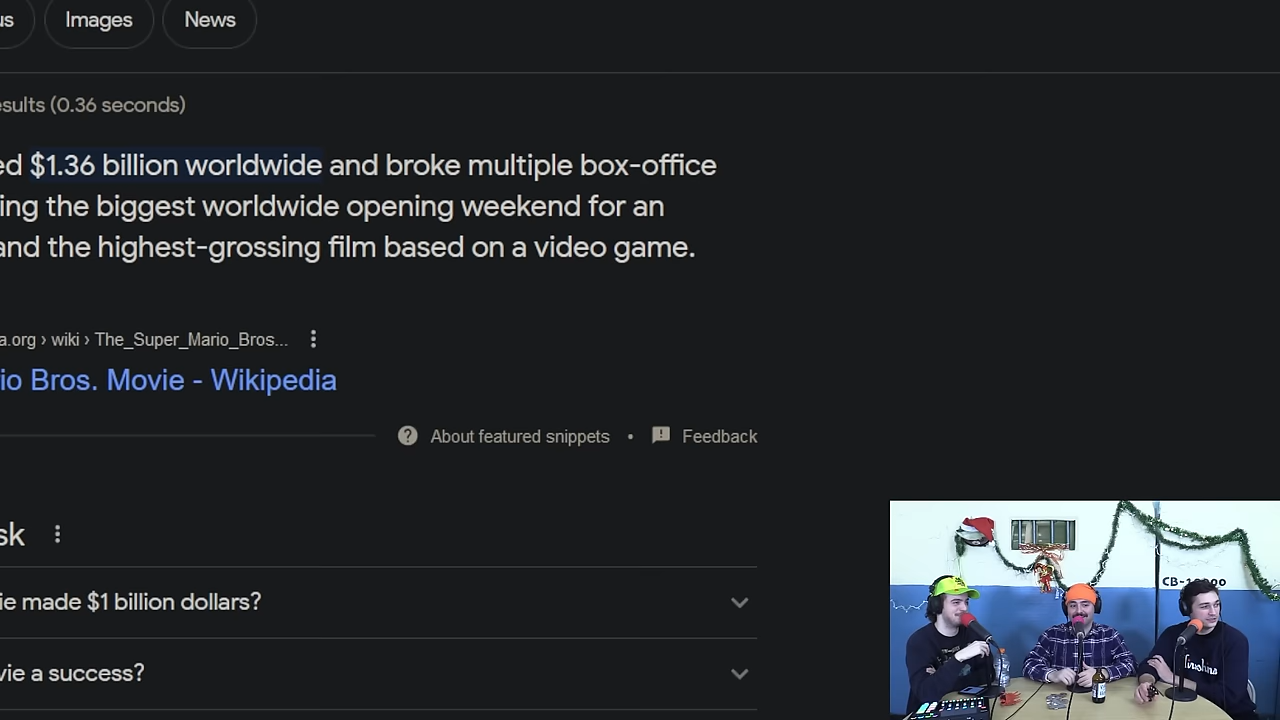 us
Images
News
esults (0.36 seconds)
ed $1.36 billion worldwide and broke multiple box-office
ing the biggest worldwide opening weekend for an
and the highest-grossing film based on a video game.
a.org › wiki › The_Super_Mario_Bros...
io Bros. Movie - Wikipedia
About featured snippets • Feedback
sk
ie made $1 billion dollars?
vie a success?